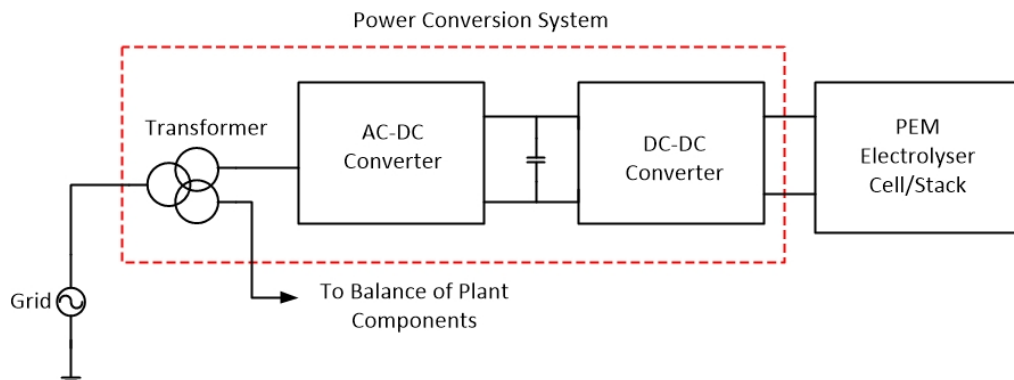 Power Conversion System
Transformer
AC-DC
Converter
DC-DC
Converter
PEM
Electrolyser
Cell/Stack
Grid
To Balance of Plant
Components